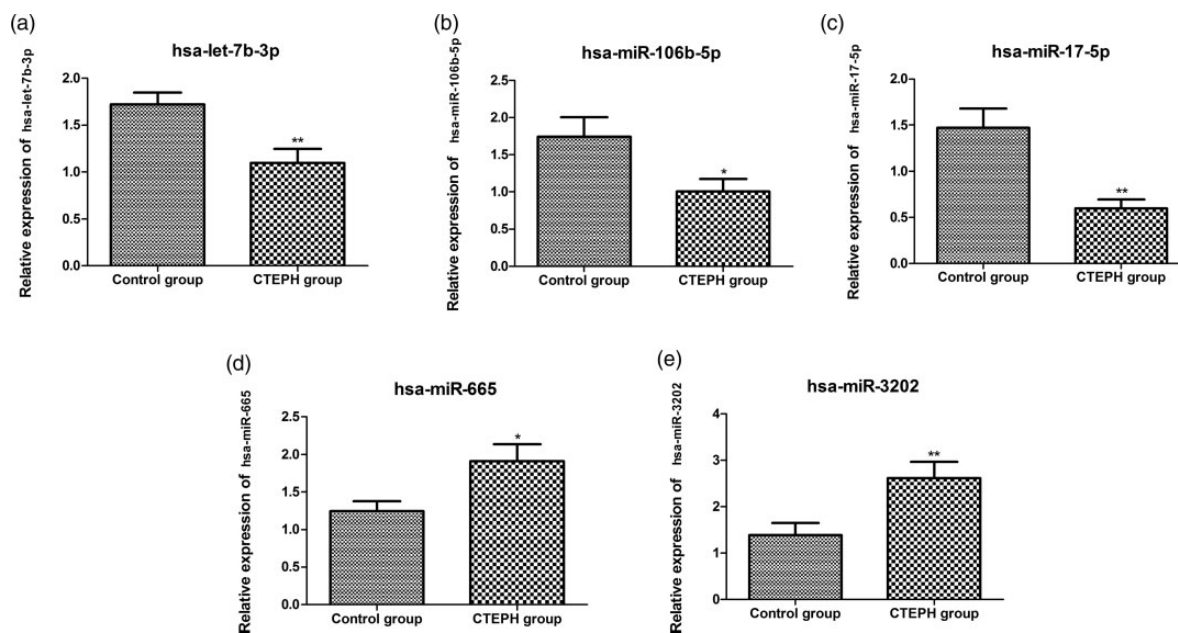 (a)
hsa-let-7b-3p
Relative expression of hsa-let-7b-3p
2.0
1.5
1.0
0.5
0.0
**
Control group
CTEPH group
(b)
hsa-miR-106b-5p
Relative expression of hsa-miR-106b-5p
2.5
2.0
1.5
1.0
0.5
0.0
*
Control group
CTEPH group
(c)
hsa-miR-17-5p
Relative expression of hsa-miR-17-5p
2.0
1.5
1.0
0.5
0.0
**
Control group
CTEPH group
(d)
hsa-miR-665
Relative expression of hsa-miR-665
2.5
2.0
1.5
1.0
0.5
0.0
*
Control group
CTEPH group
(e)
hsa-miR-3202
Relative expression of hsa-miR-3202
4
3
2
1
0
**
Control group
CTEPH group